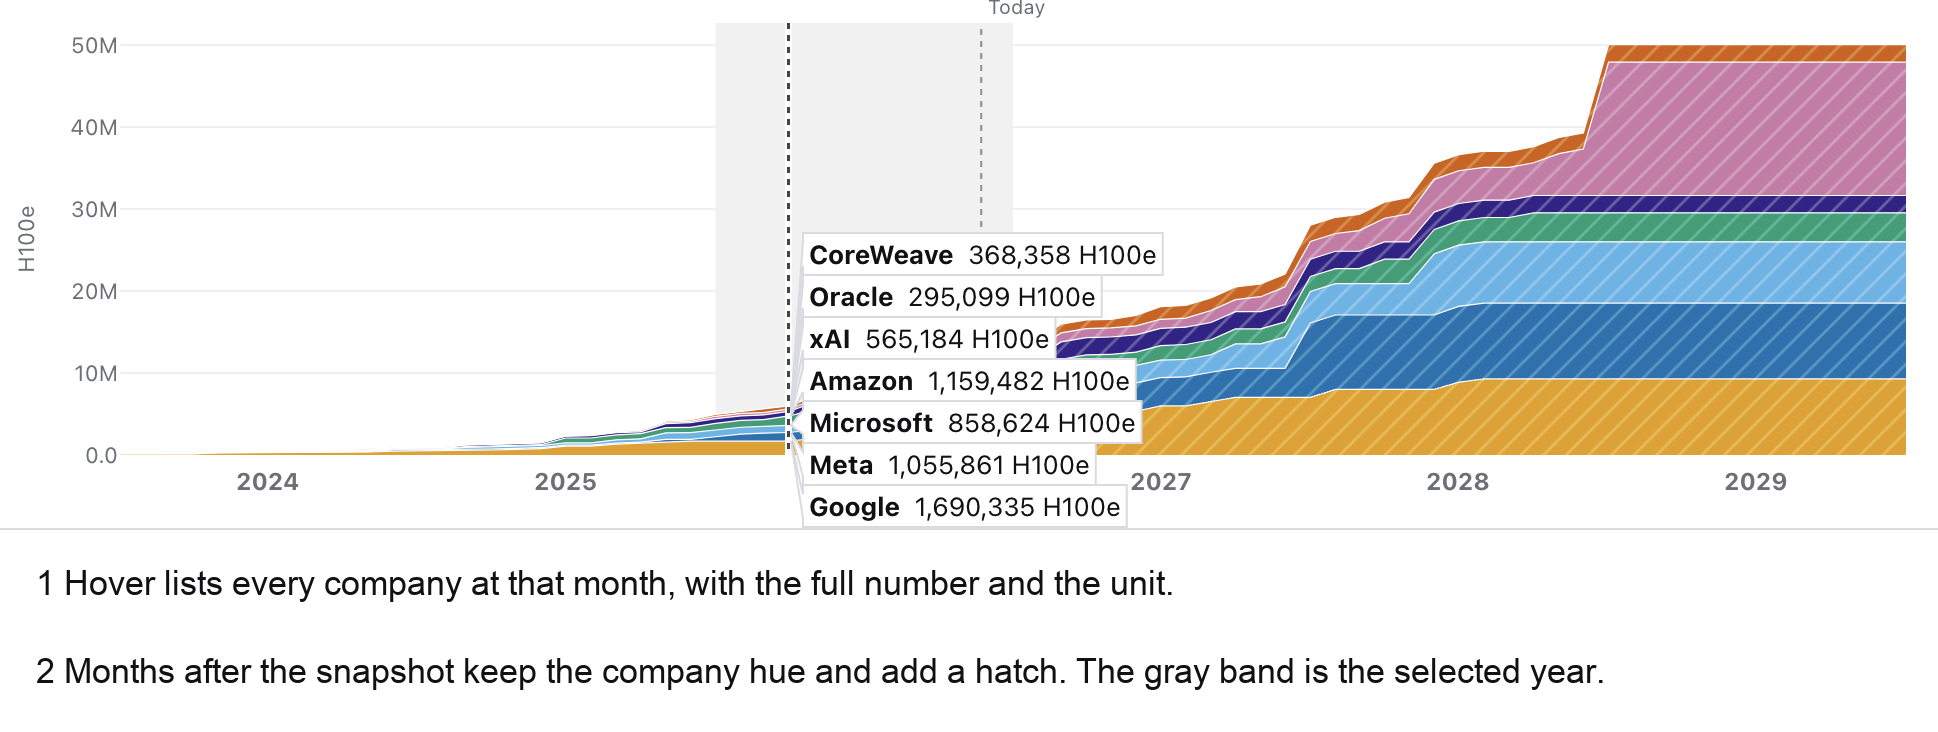 Today
50M
40M
30M
20M
10M
0.0
H100e
CoreWeave 368,358 H100e
Oracle 295,099 H100e
xAI 565,184 H100e
Amazon 1,159,482 H100e
Microsoft 858,624 H100e
Meta 1,055,861 H100e
Google 1,690,335 H100e
2024 2025 2027 2028 2029
1 Hover lists every company at that month, with the full number and the unit.
2 Months after the snapshot keep the company hue and add a hatch. The gray band is the selected year.